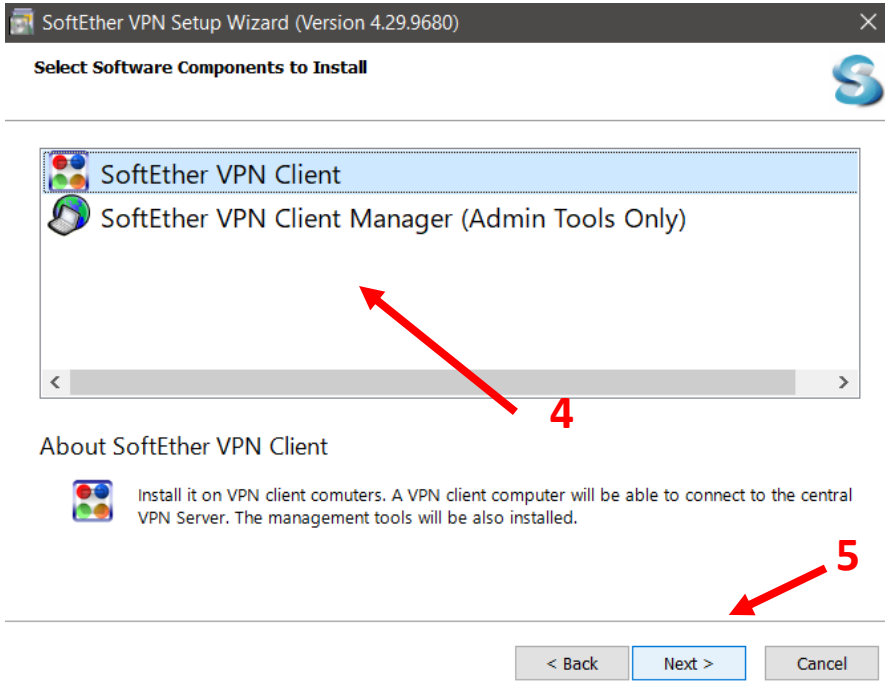 SoftEther VPN Setup Wizard (Version 4.29.9680)
Select Software Components to Install
SoftEther VPN Client
SoftEther VPN Client Manager (Admin Tools Only)
4
About SoftEther VPN Client
Install it on VPN client comuters. A VPN client computer will be able to connect to the central
VPN Server. The management tools will be also installed.
5
< Back
Next >
Cancel